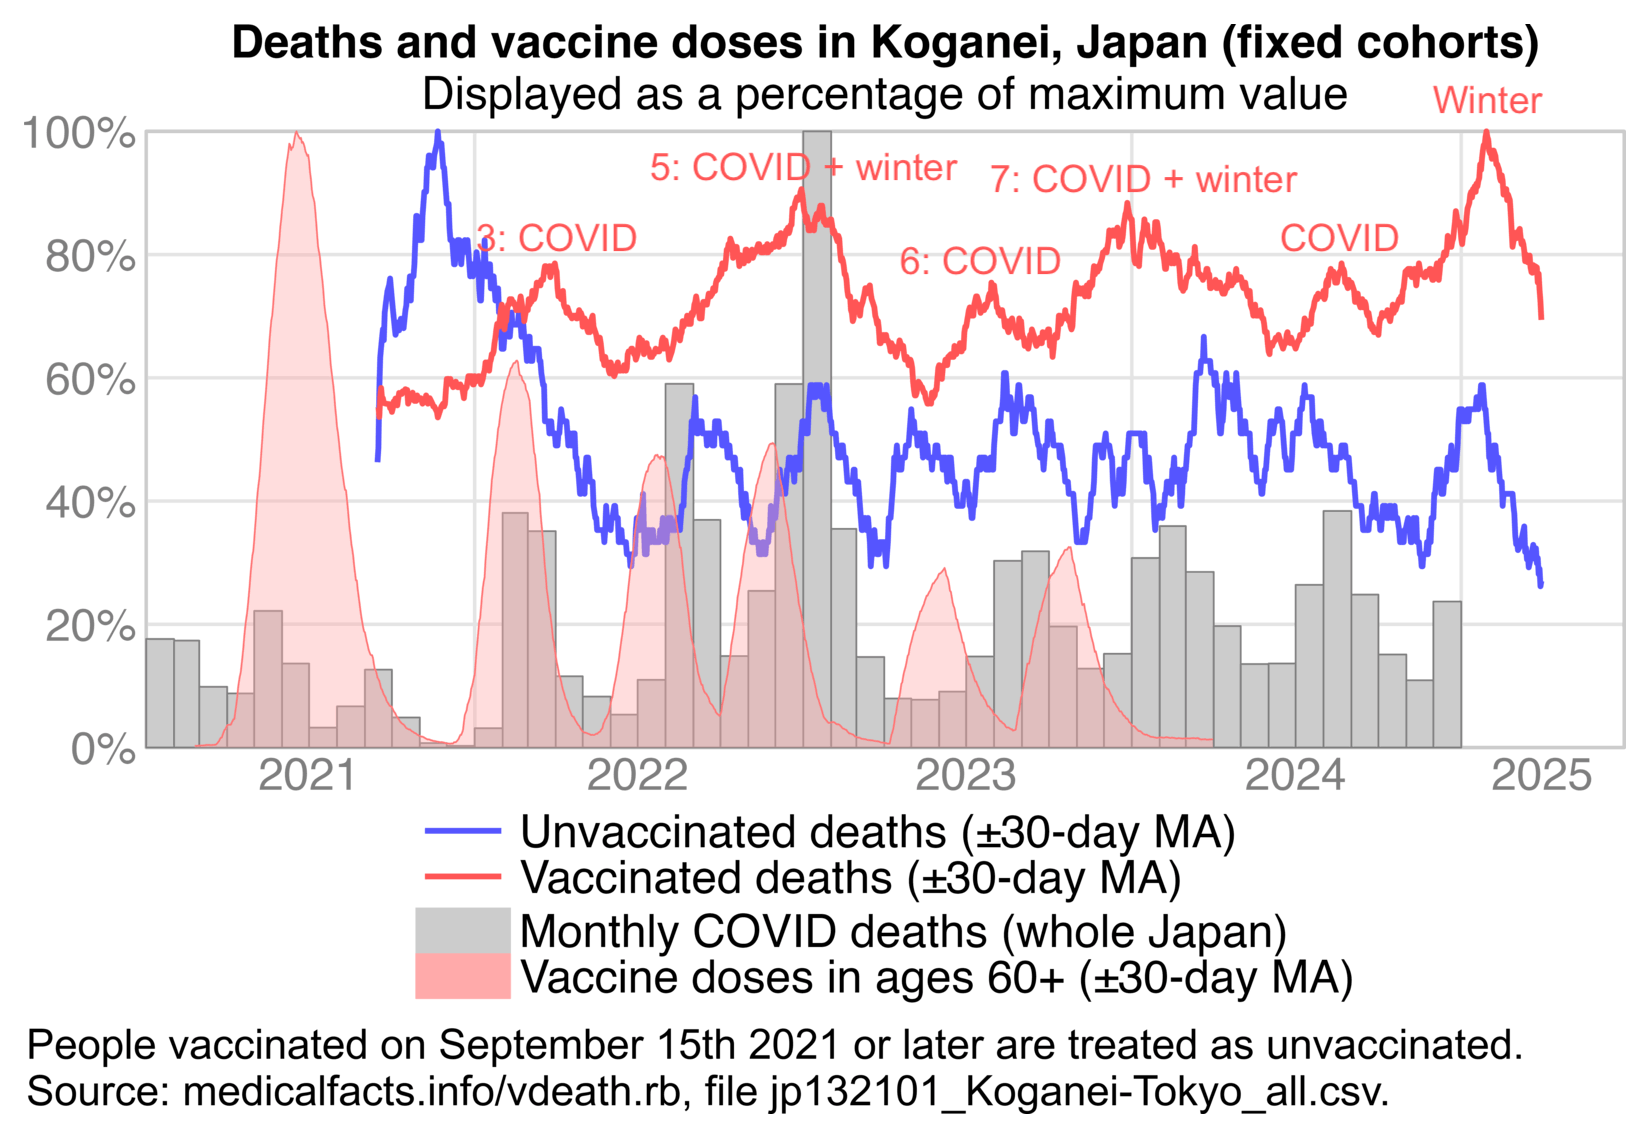 Deaths and vaccine doses in Koganei, Japan (fixed cohorts)
Displayed as a percentage of maximum value
Winter
100%
5: COVID + winter
7: COVID + winter
3: COVID
COVID
80%
6: COVID
60%
40%
20%
0%
2021 2022 2023 2024 2025
Unvaccinated deaths (±30-day MA)
Vaccinated deaths (±30-day MA)
Monthly COVID deaths (whole Japan)
Vaccine doses in ages 60+ (±30-day MA)
People vaccinated on September 15th 2021 or later are treated as unvaccinated.
Source: medicalfacts.info/vdeath.rb, file jp132101_Koganei-Tokyo_all.csv.